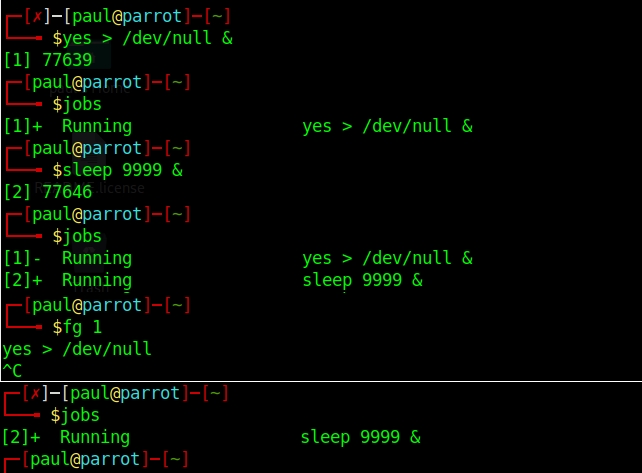 ┌─[✗]─[paul@parrot]─[~]
└──╼ $yes > /dev/null &
[1] 77639
┌─[paul@parrot]─[~]
└──╼ $jobs
[1]+  Running                 yes > /dev/null &
┌─[paul@parrot]─[~]
└──╼ $sleep 9999 &
[2] 77646
license
┌─[paul@parrot]─[~]
└──╼ $jobs
[1]-  Running                 yes > /dev/null &
[2]+  Running                 sleep 9999 &
┌─[paul@parrot]─[~]
└──╼ $fg 1
yes > /dev/null
^C
┌─[✗]─[paul@parrot]─[~]
└──╼ $jobs
[2]+  Running                 sleep 9999 &
┌─[paul@parrot]─[~]